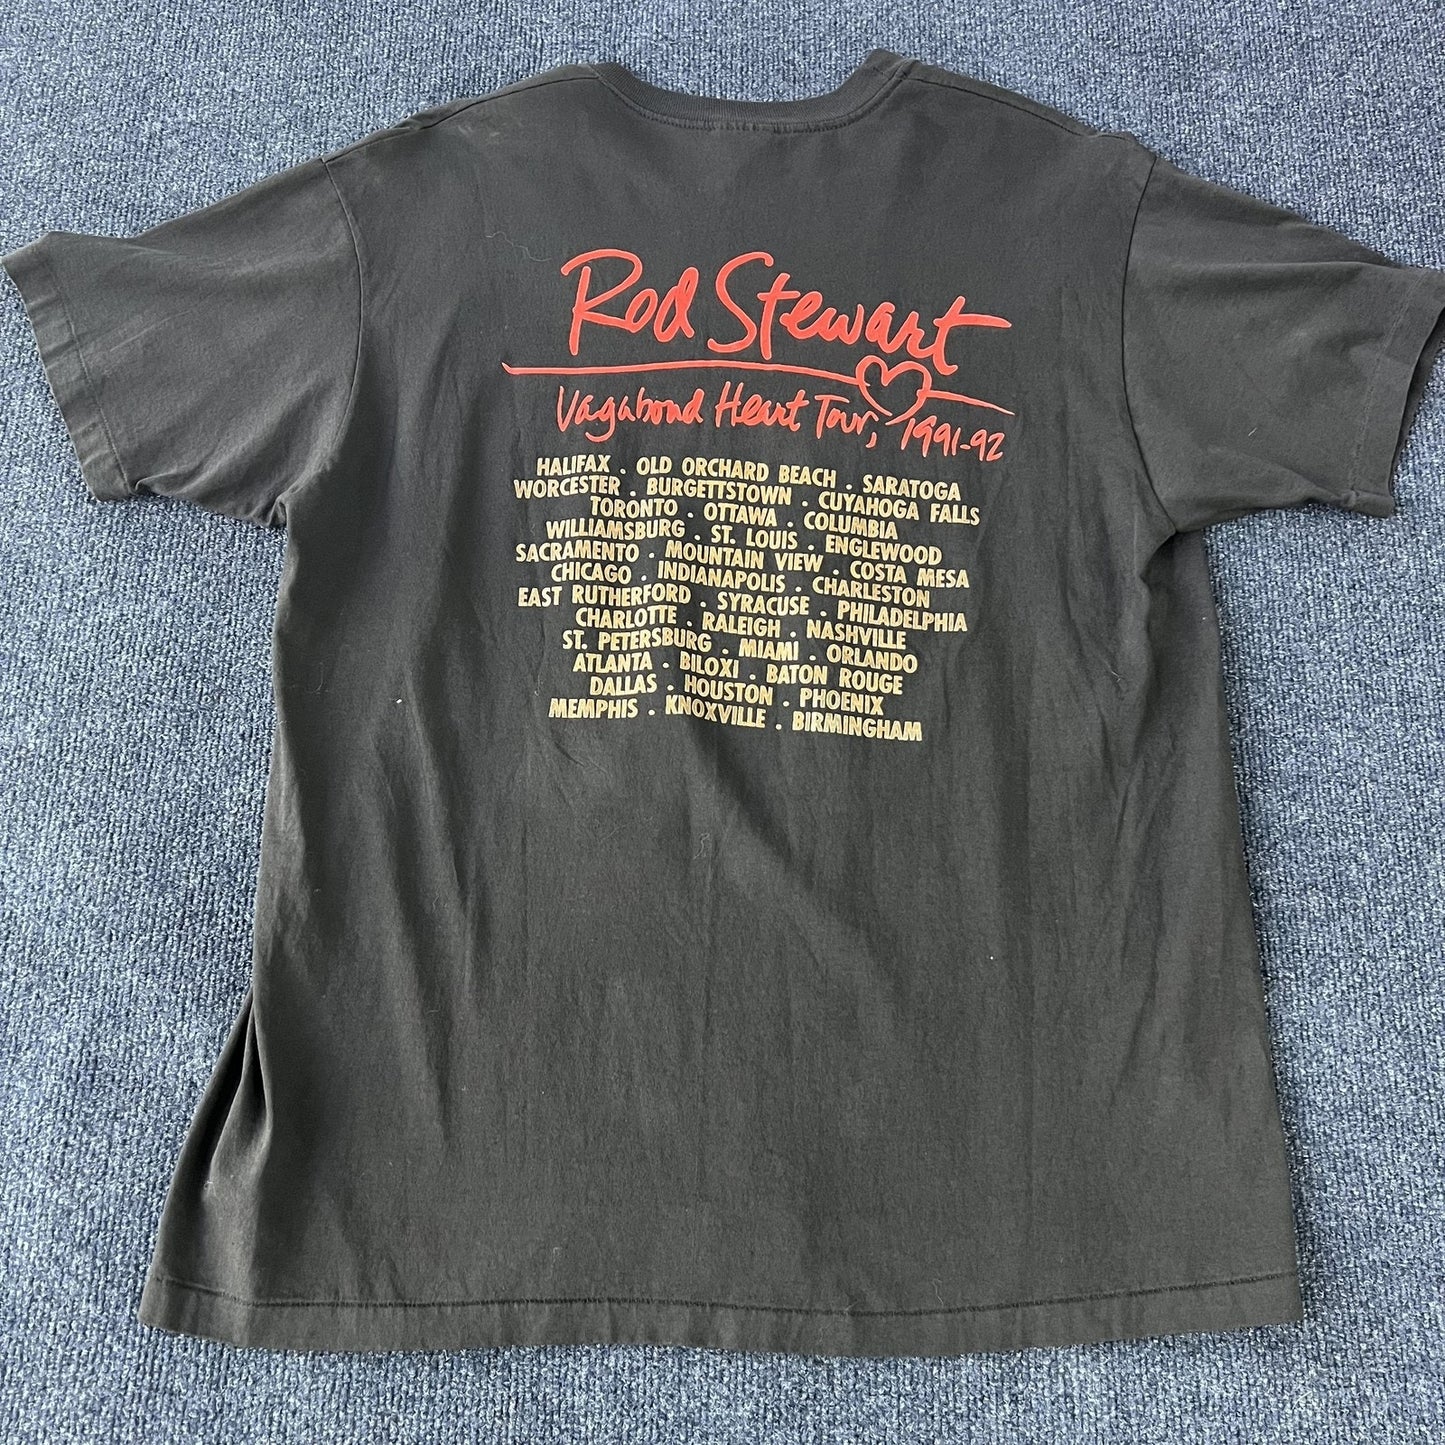 Rod Stewart
Vagabond Heart Tour, 1991-92
HALIFAX . OLD ORCHARD BEACH . SARATOGA
WORCESTER . BURGETTSTOWN . CUYAHOGA FALLS
TORONTO . OTTAWA . COLUMBIA
WILLIAMSBURG . ST. LOUIS . ENGLEWOOD
SACRAMENTO . MOUNTAIN VIEW . COSTA MESA
CHICAGO . INDIANAPOLIS . CHARLESTON
EAST RUTHERFORD . SYRACUSE . PHILADELPHIA
CHARLOTTE . RALEIGH . NASHVILLE
ST. PETERSBURG . MIAMI . ORLANDO
ATLANTA . BILOXI . BATON ROUGE
DALLAS . HOUSTON . PHOENIX
MEMPHIS . KNOXVILLE . BIRMINGHAM